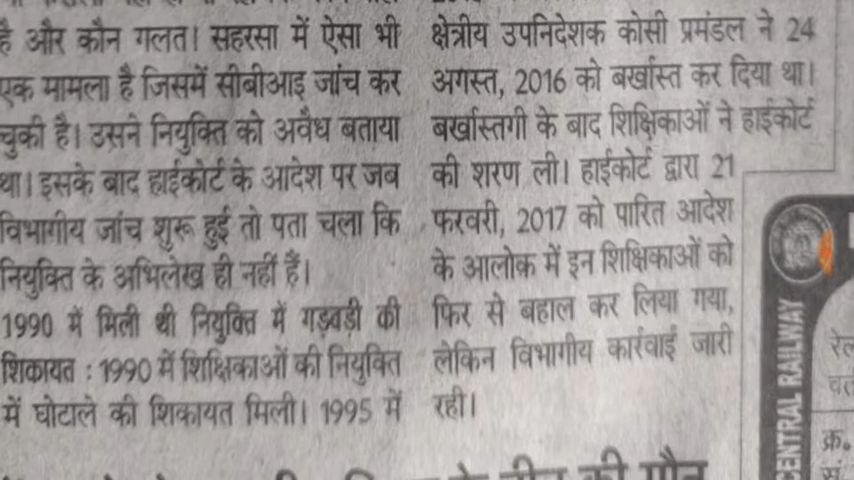 है और कौन गलत। सहरसा में ऐसा भी
एक मामला है जिसमें सीबीआइ जांच कर
चुकी है। उसने नियुक्ति को अवैध बताया
था। इसके बाद हाईकोर्ट के आदेश पर जब
विभागीय जांच शुरू हुई तो पता चला कि
नियुक्ति के अभिलेख ही नहीं हैं।
1990 में मिली थी नियुक्ति में गड़बड़ी की
शिकायत : 1990 में शिक्षिकाओं की नियुक्ति
में घोटाले की शिकायत मिली। 1995 में
क्षेत्रीय उपनिदेशक कोसी प्रमंडल ने 24
अगस्त, 2016 को बर्खास्त कर दिया था।
बर्खास्तगी के बाद शिक्षिकाओं ने हाईकोर्ट
की शरण ली। हाईकोर्ट द्वारा 21
फरवरी, 2017 को पारित आदेश
के आलोक में इन शिक्षिकाओं को
फिर से बहाल कर लिया गया,
लेकिन विभागीय कार्रवाई जारी
रही।
की मौत
CENTRAL RAILWAY
क्र.